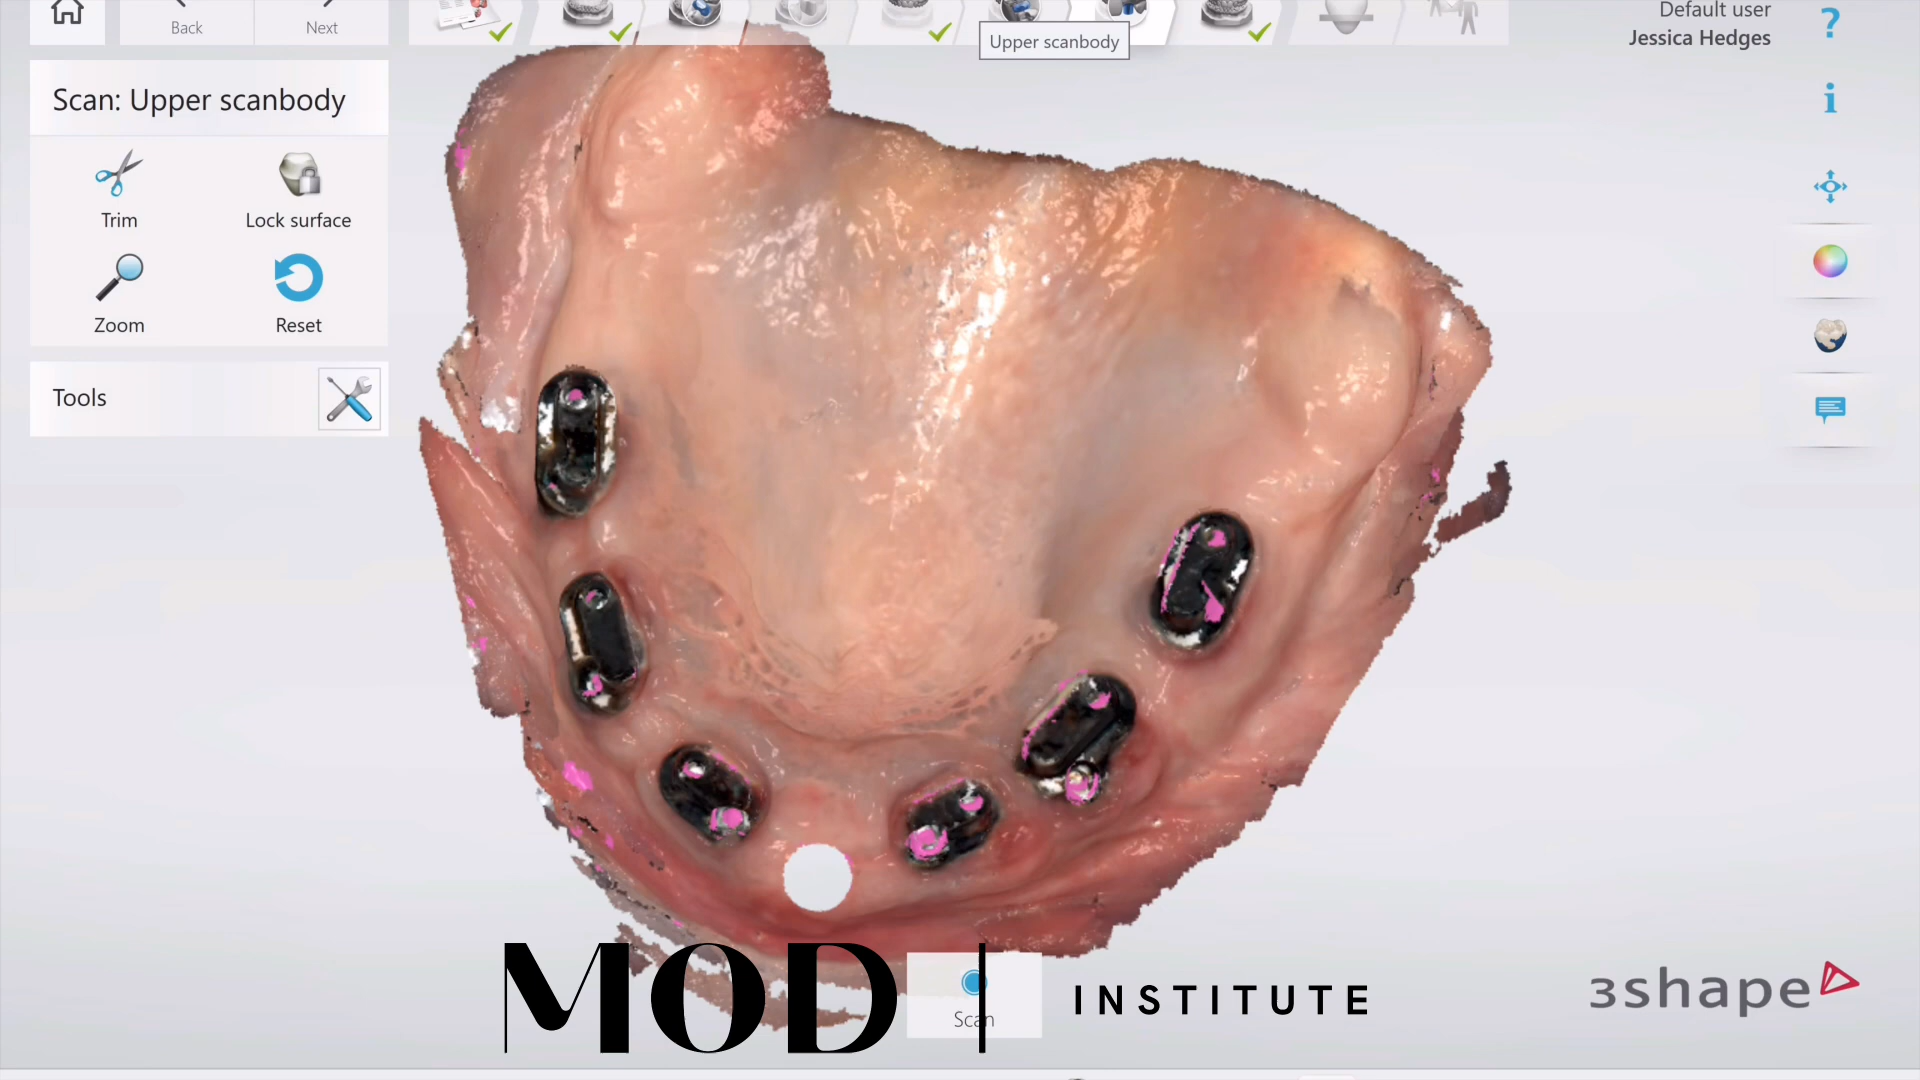 Back
Next
Upper scanbody
Default user
Jessica Hedges
?
i
Scan: Upper scanbody
Trim
Lock surface
Zoom
Reset
Tools
MOD | INSTITUTE
Scan
3shape